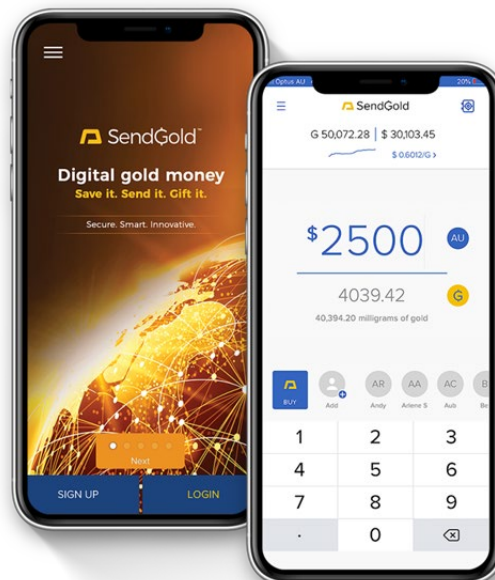 SendGold™
Digital gold money
Save it. Send it. Gift it.
Secure. Smart. Innovative.
Next
SIGN UP
LOGIN
Optus AU
20%
SendGold
G 50,072.28 | $ 30,103.45
$ 0.6012/G >
$2500
AU
4039.42
G
40,394.20 milligrams of gold
BUY
Add
AR
Andy
AA
Arlene S
AC
Aub
B
Be
1 2 3
4 5 6
7 8 9
. 0